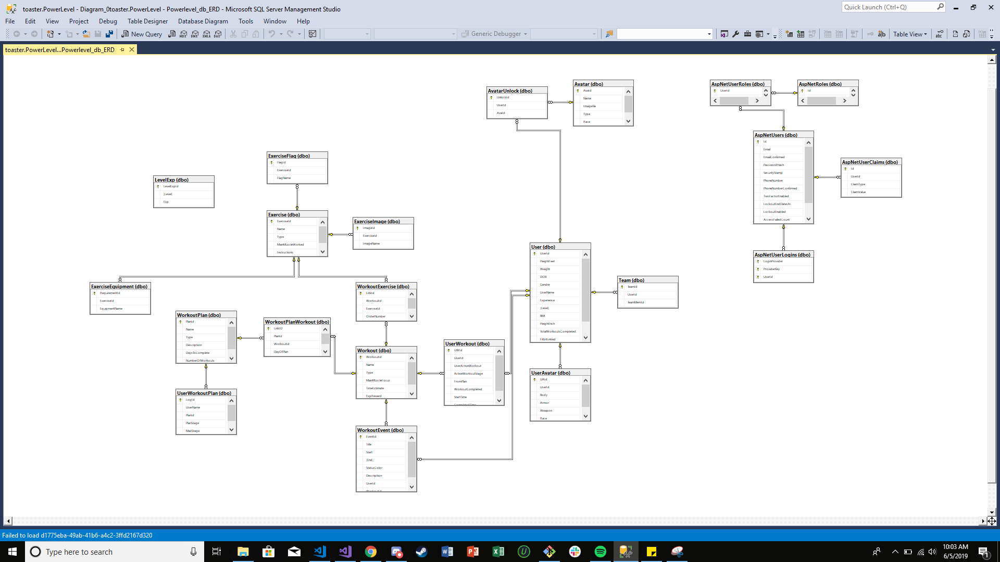 toaster.PowerLevel - Diagram_0toaster.PowerLevel - Powerlevel_db_ERD - Microsoft SQL Server Management Studio
Quick Launch (Ctrl+Q)
File Edit View Project Debug Table Designer Database Diagram Tools Window Help
New Query
MDX DMX XMLA DAX
Generic Debugger
Table View
toaster.PowerLevel...Powerlevel_db_ERD
AvatarUnlock (dbo)
UnlockId
UserId
AvaId
Avatar (dbo)
AvaId
Name
Imagefile
Type
Race
AspNetUserRoles (dbo)
UserId
AspNetRoles (dbo)
Id
AspNetUsers (dbo)
Id
Email
EmailConfirmed
PasswordHash
SecurityStamp
PhoneNumber
PhoneNumberConfirmed
TwoFactorEnabled
LockoutEndDateUtc
LockoutEnabled
AccessFailedCount
AspNetUserClaims (dbo)
Id
UserId
ClaimType
ClaimValue
AspNetUserLogins (dbo)
LoginProvider
ProviderKey
UserId
ExerciseFlag (dbo)
FlagId
ExerciseId
FlagName
LevelExp (dbo)
LevelExpId
[Level]
Exp
Exercise (dbo)
ExerciseId
Name
Type
MainMuscleWorked
Instructions
ExerciseImage (dbo)
ImageId
ExerciseId
ImageName
User (dbo)
UserId
HeightFeet
Weight
DOB
Gender
UserName
Experience
[Level]
BMI
HeightInch
TotalWorkoutsCompleted
FitbitLinked
Team (dbo)
TeamId
UserId
TeamMemId
ExerciseEquipment (dbo)
RequirementId
ExerciseId
EquipmentName
WorkoutExercise (dbo)
LinkId
WorkoutId
ExerciseId
OrderNumber
WorkoutPlan (dbo)
PlanId
Name
Type
Description
DaysToComplete
NumberOfWorkouts
WorkoutPlanWorkout (dbo)
LinkID
PlanId
WorkoutId
DayOfPlan
Workout (dbo)
WorkoutId
Name
Type
MainMuscleFocus
TimeEstimate
ExpReward
UserWorkout (dbo)
UWId
UserId
UserActiveWorkout
ActiveWorkoutStage
FromPlan
WorkoutCompleted
StartTime
CompletedTime
UserAvatar (dbo)
UAId
UserId
Body
Armor
Weapon
Race
UserWorkoutPlan (dbo)
LogId
UserName
PlanId
PlanStage
MaxStage
WorkoutEvent (dbo)
EventId
Title
Start
[End]
StatusColor
Description
UserId
WorkoutId
Failed to load d1775eba-49ab-41b6-a4c2-3ffd2167d320
Type here to search
10:03 AM
6/5/2019
1